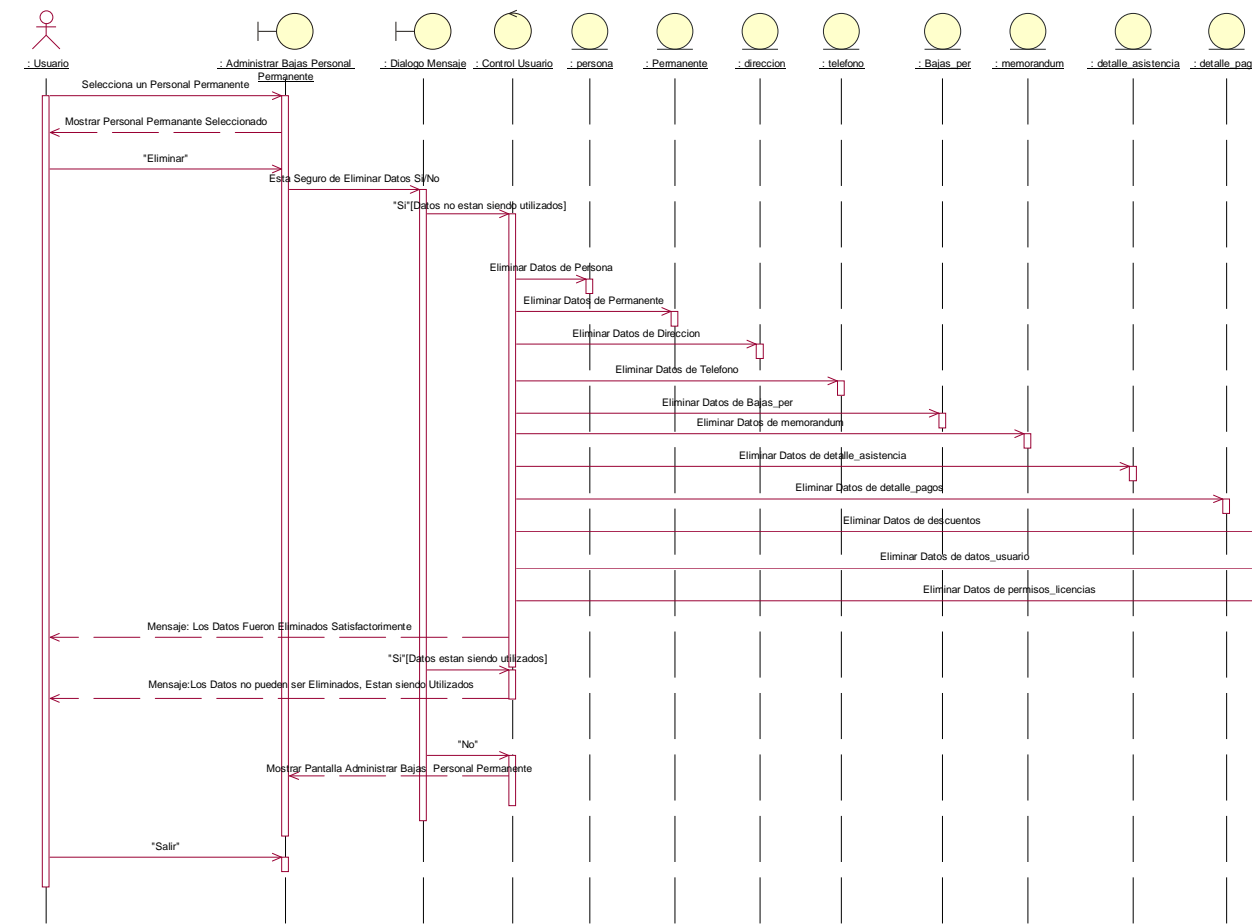 : Usuario
: Administrar Bajas Personal
Permanente
: Dialogo Mensaje
: Control Usuario
: persona
: Permanente
: direccion
: telefono
: Bajas_per
: memorandum
: detalle_asistencia
: detalle_pag
Selecciona un Personal Permanente
Mostrar Personal Permanante Seleccionado
"Eliminar"
Esta Seguro de Eliminar Datos Si/No
"Si"[Datos no estan siendo utilizados]
Eliminar Datos de Persona
Eliminar Datos de Permanente
Eliminar Datos de Direccion
Eliminar Datos de Telefono
Eliminar Datos de Bajas_per
Eliminar Datos de memorandum
Eliminar Datos de detalle_asistencia
Eliminar Datos de detalle_pagos
Eliminar Datos de descuentos
Eliminar Datos de datos_usuario
Eliminar Datos de permisos_licencias
Mensaje: Los Datos Fueron Eliminados Satisfactorimente
"Si"[Datos estan siendo utilizados]
Mensaje:Los Datos no pueden ser Eliminados, Estan siendo Utilizados
"No"
Mostrar Pantalla Administrar Bajas Personal Permanente
"Salir"